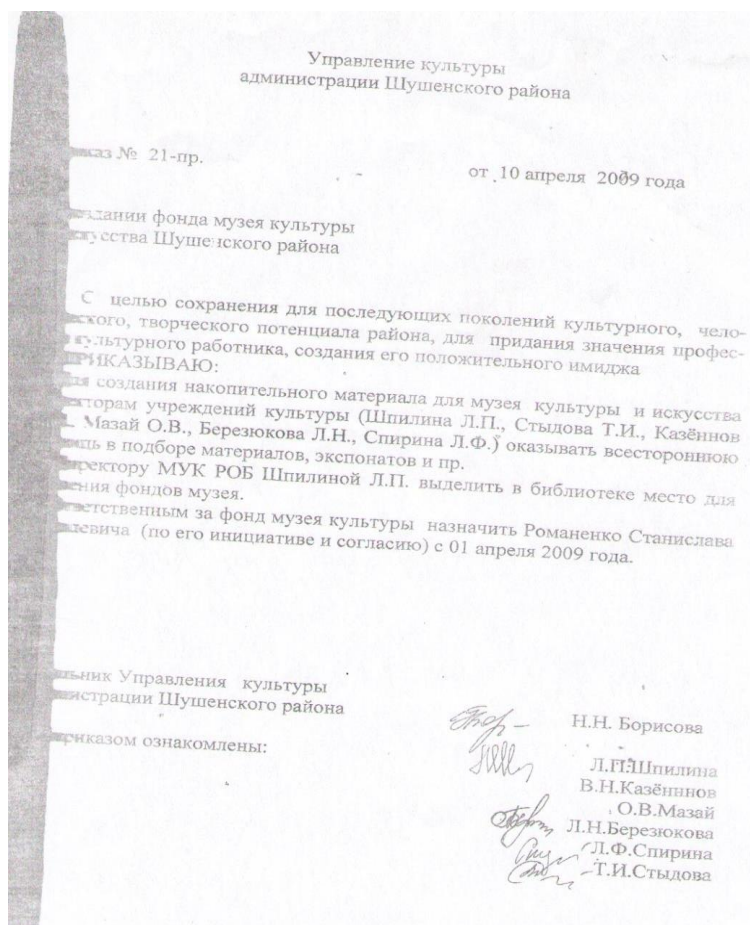 Управление культуры
администрации Шушенского района
каз № 21-пр.
от 10 апреля 2009 года
здании фонда музея культуры
кусства Шушенского района
С целью сохранения для последующих поколений культурного, чело-
ского, творческого потенциала района, для придания значения профес-
культурного работника, создания его положительного имиджа
ПРИКАЗЫВАЮ:
создания накопительного материала для музея культуры и искусства
кторам учреждений культуры (Шпилина Л.П., Стыдова Т.И., Казённов
Мазай О.В., Березюкова Л.Н., Спирина Л.Ф.) оказывать всестороннюю
щь в подборе материалов, экспонатов и пр.
ректору МУК РОБ Шпилиной Л.П. выделить в библиотеке место для
ения фондов музея.
ветственным за фонд музея культуры назначить Романенко Станислава
евича (по его инициативе и согласию) с 01 апреля 2009 года.
льник Управления культуры
истрации Шушенского района
Н.Н. Борисова
риказом ознакомлены:
Л.П.Шпилина
В.Н.Казённнов
О.В.Мазай
Л.Н.Березюкова
Л.Ф.Спирина
Т.И.Стыдова